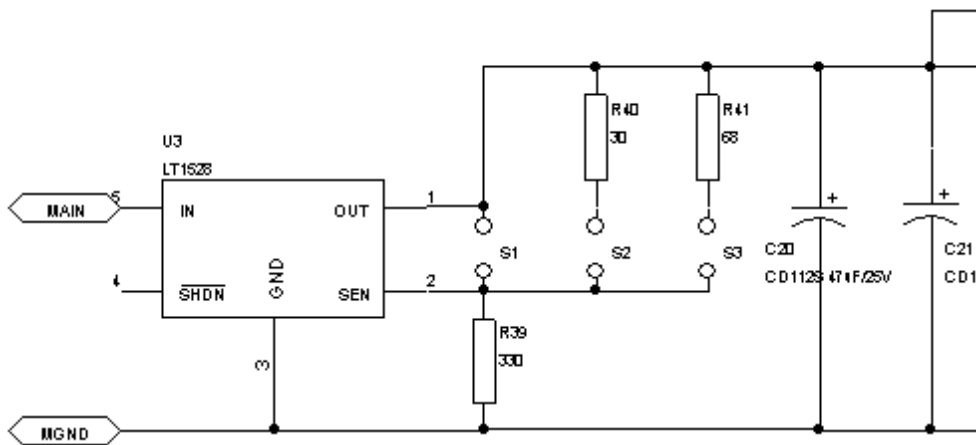 R40
30
R41
68
U3
LT1528
MAIN
5
IN
OUT
1
S1
S2
S3
C20
CD112S 47uF/25V
C21
CD1
4
SHDN
GND
SEN
2
R39
330
3
MGND